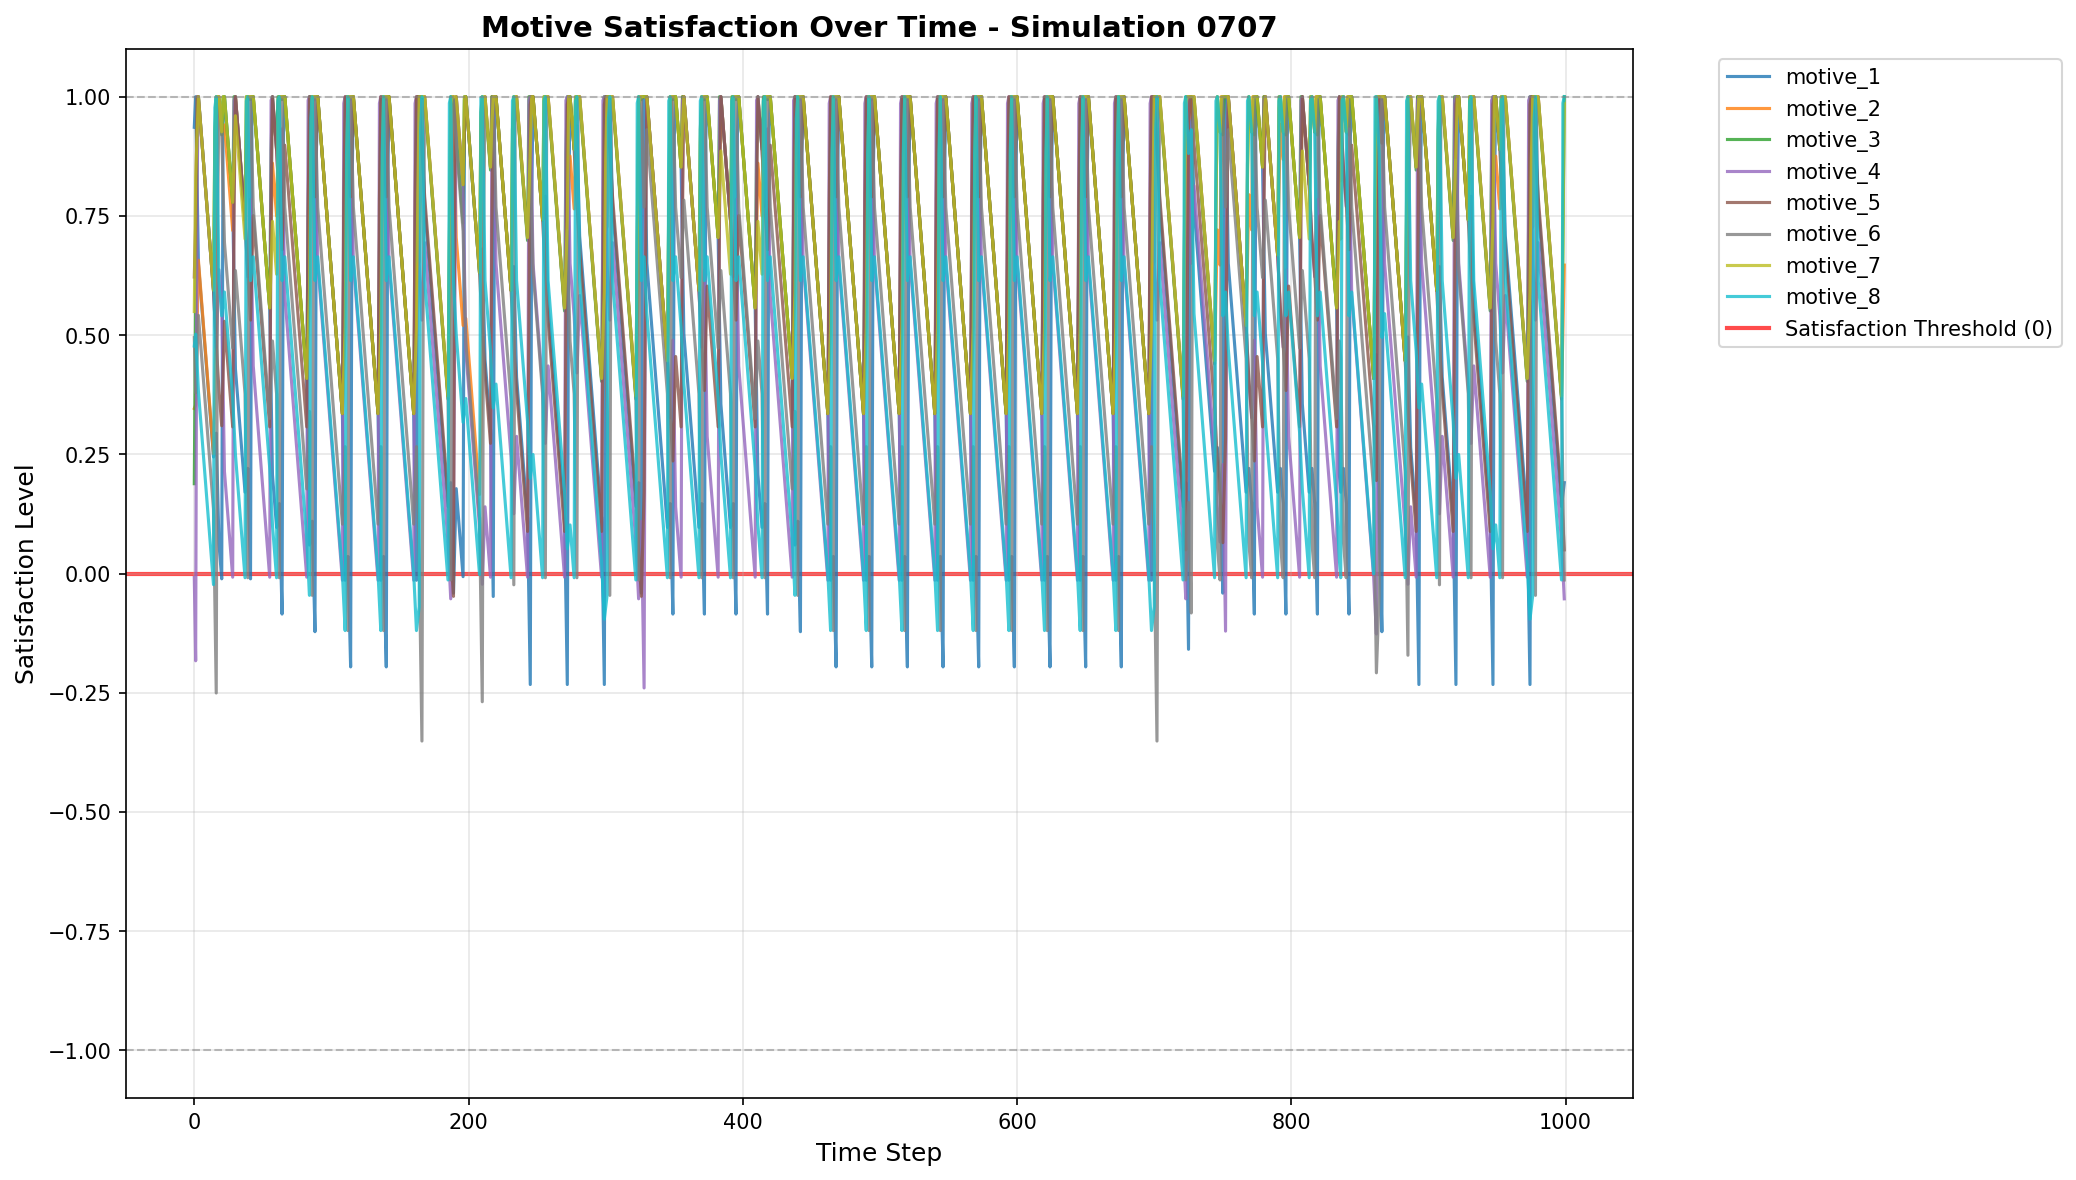 Motive Satisfaction Over Time - Simulation 0707
Satisfaction Level
1.00
0.75
0.50
0.25
0.00
−0.25
−0.50
−0.75
−1.00
0
200
400
600
800
1000
Time Step
motive_1
motive_2
motive_3
motive_4
motive_5
motive_6
motive_7
motive_8
Satisfaction Threshold (0)